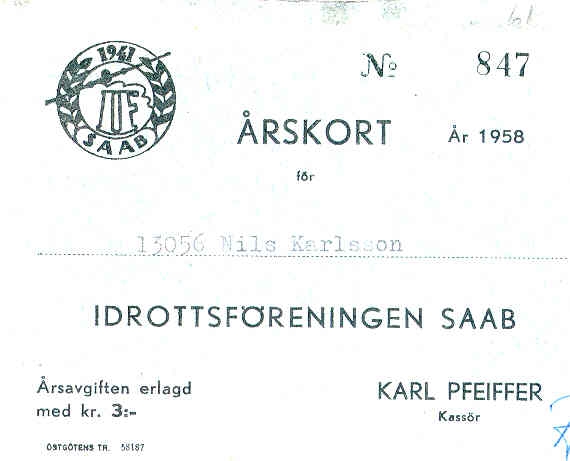 1941
IF
SAAB
№ 847
ÅRSKORT År 1958
för
13056 Nils Karlsson
IDROTTSFÖRENINGEN SAAB
Årsavgiften erlagd
med kr. 3:-
KARL PFEIFFER
Kassör
ÖSTGÖTENS TR. 58187